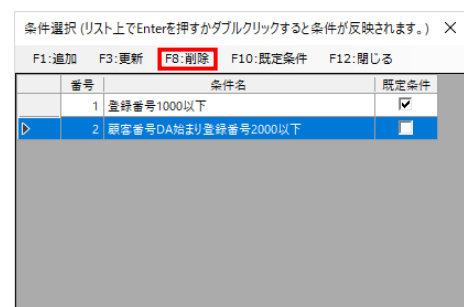 条件選択 (リスト上でEnterを押すかダブルクリックすると条件が反映されます。)
F1:追加 F3:更新 F8:削除 F10:既定条件 F12:閉じる
番号 条件名 既定条件
1 登録番号1000以下
2 顧客番号DA始まり登録番号2000以下